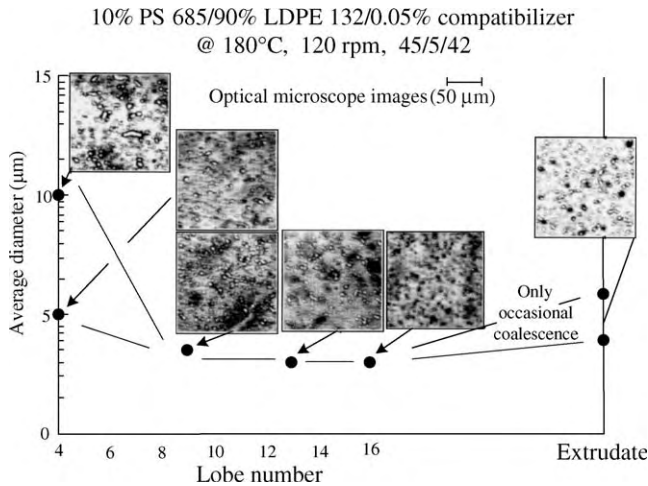 10% PS 685/90% LDPE 132/0.05% compatibilizer
@ 180°C, 120 rpm, 45/5/42
Optical microscope images (50 μm)
Average diameter (μm)
15
10
5
0
Only
occasional
coalescence
4 6 8 10 12 14 16 Extrudate
Lobe number